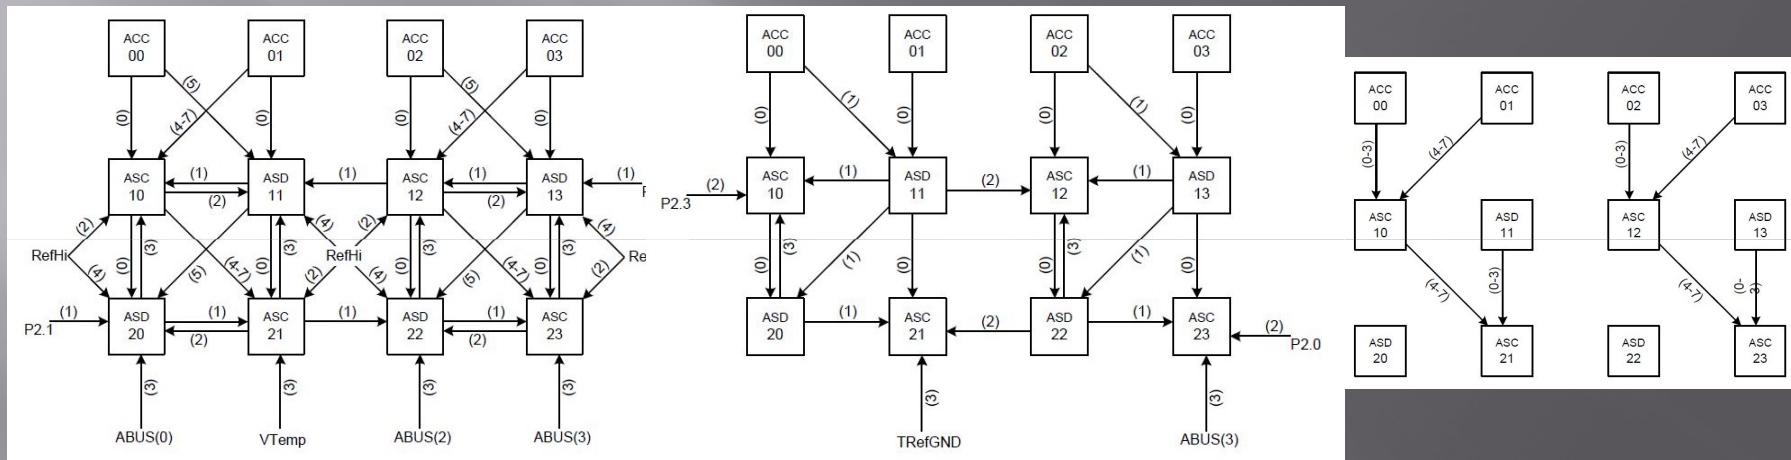 ACC
00
ACC
01
ACC
02
ACC
03
(5)
(5)
(0)
(4-7)
(0)
(0)
(4-7)
(0)
ASC
10
(1)
(2)
ASD
11
(1)
ASC
12
(1)
(2)
ASD
13
(1)
(2)
(4)
(2)
(4)
RefHi
(3)
(3)
RefHi
(3)
(3)
Re
(4)
(0)
(5)
(4-7)
(0)
(2)
(4)
(0)
(5)
(4-7)
(0)
(2)
(1)
P2.1
ASD
20
(1)
(2)
ASC
21
(1)
ASD
22
(1)
(2)
ASC
23
(3)
(3)
(3)
(3)
ABUS(0)
VTemp
ABUS(2)
ABUS(3)
ACC
00
ACC
01
ACC
02
ACC
03
(0)
(1)
(0)
(0)
(1)
(0)
(2)
P2.3
ASC
10
(1)
ASD
11
(2)
ASC
12
(1)
ASD
13
(0)
(3)
(1)
(0)
(0)
(3)
(1)
(0)
ASD
20
(1)
ASC
21
(2)
ASD
22
(1)
ASC
23
(2)
P2.0
(3)
(3)
TRefGND
ABUS(3)
ACC
00
ACC
01
ACC
02
ACC
03
(0-3)
(4-7)
(0-3)
(4-7)
ASC
10
ASD
11
ASC
12
ASD
13
(4-7)
(0-3)
(4-7)
(0-
3)
ASD
20
ASC
21
ASD
22
ASC
23